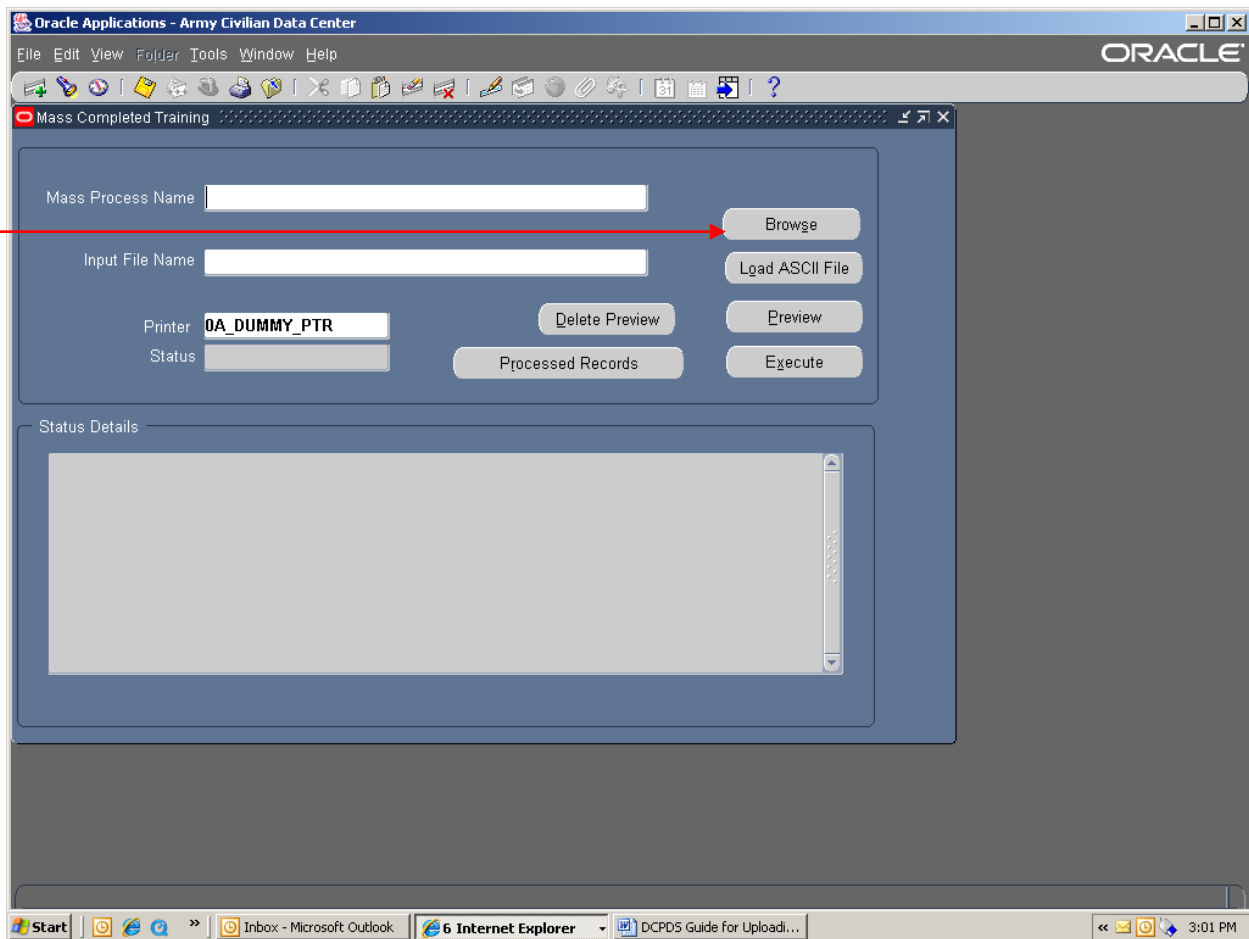 Oracle Applications - Army Civilian Data Center
File Edit View Folder Tools Window Help
ORACLE
Mass Completed Training
Mass Process Name
Browse
Input File Name
Load ASCII File
Printer 0A_DUMMY_PTR
Delete Preview
Preview
Status
Processed Records
Execute
Status Details
Start
»
Inbox - Microsoft Outlook
6 Internet Explorer
DCPDS Guide for Uploadi...
«
3:01 PM